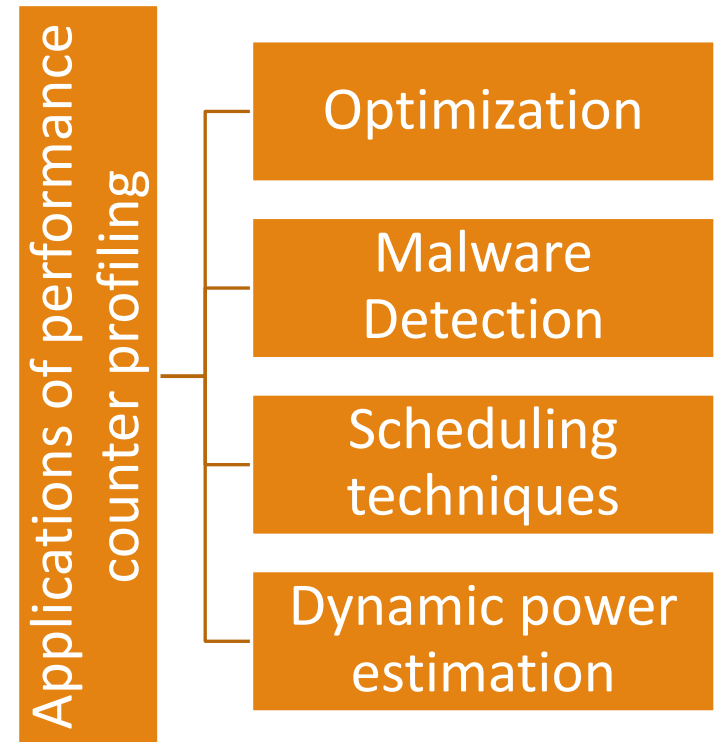 Applications of performance
counter profiling
Optimization
Malware
Detection
Scheduling
techniques
Dynamic power
estimation